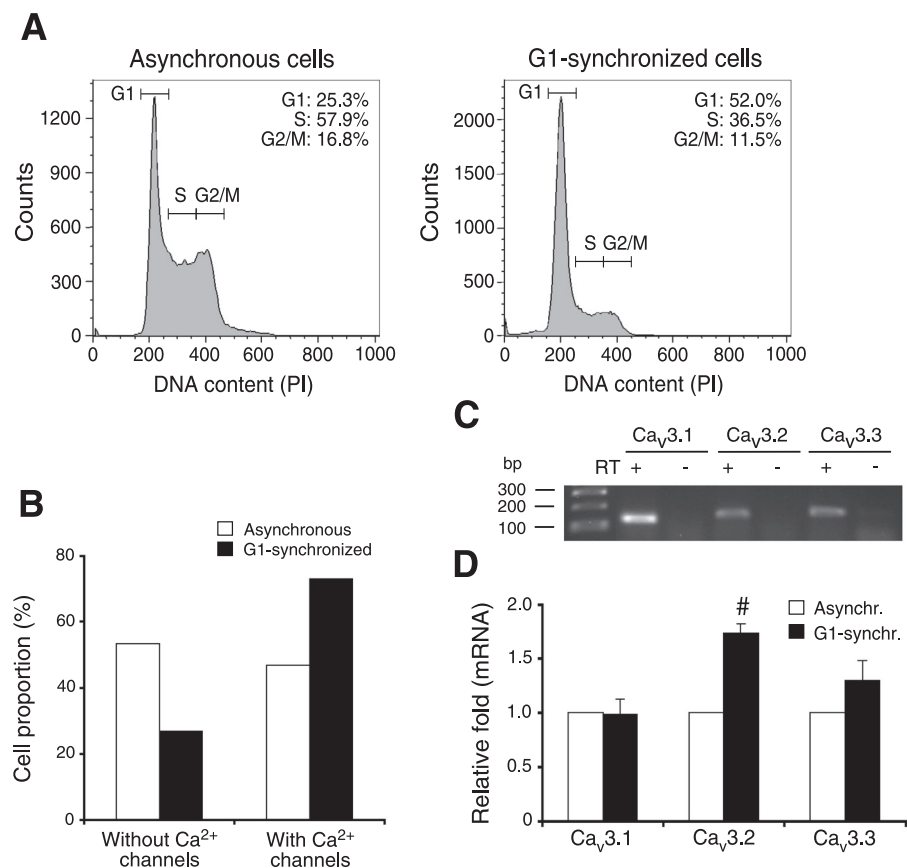 A
Asynchronous cells
G1
G1: 25.3%
S: 57.9%
G2/M: 16.8%
S G2/M
Counts
1200
900
600
300
0
0 200 400 600 800 1000
DNA content (PI)
G1-synchronized cells
G1
G1: 52.0%
S: 36.5%
G2/M: 11.5%
S G2/M
Counts
2000
1500
1000
500
0
0 200 400 600 800 1000
DNA content (PI)
B
Asynchronous
G1-synchronized
Cell proportion (%)
80
60
40
20
0
Without Ca2+
channels
With Ca2+
channels
C
Cav3.1 Cav3.2 Cav3.3
bp RT + - + - + -
300
200
100
D
Asynchr.
G1-synchr.
Relative fold (mRNA)
2.0
1.5
1.0
0.5
0
#
Cav3.1 Cav3.2 Cav3.3